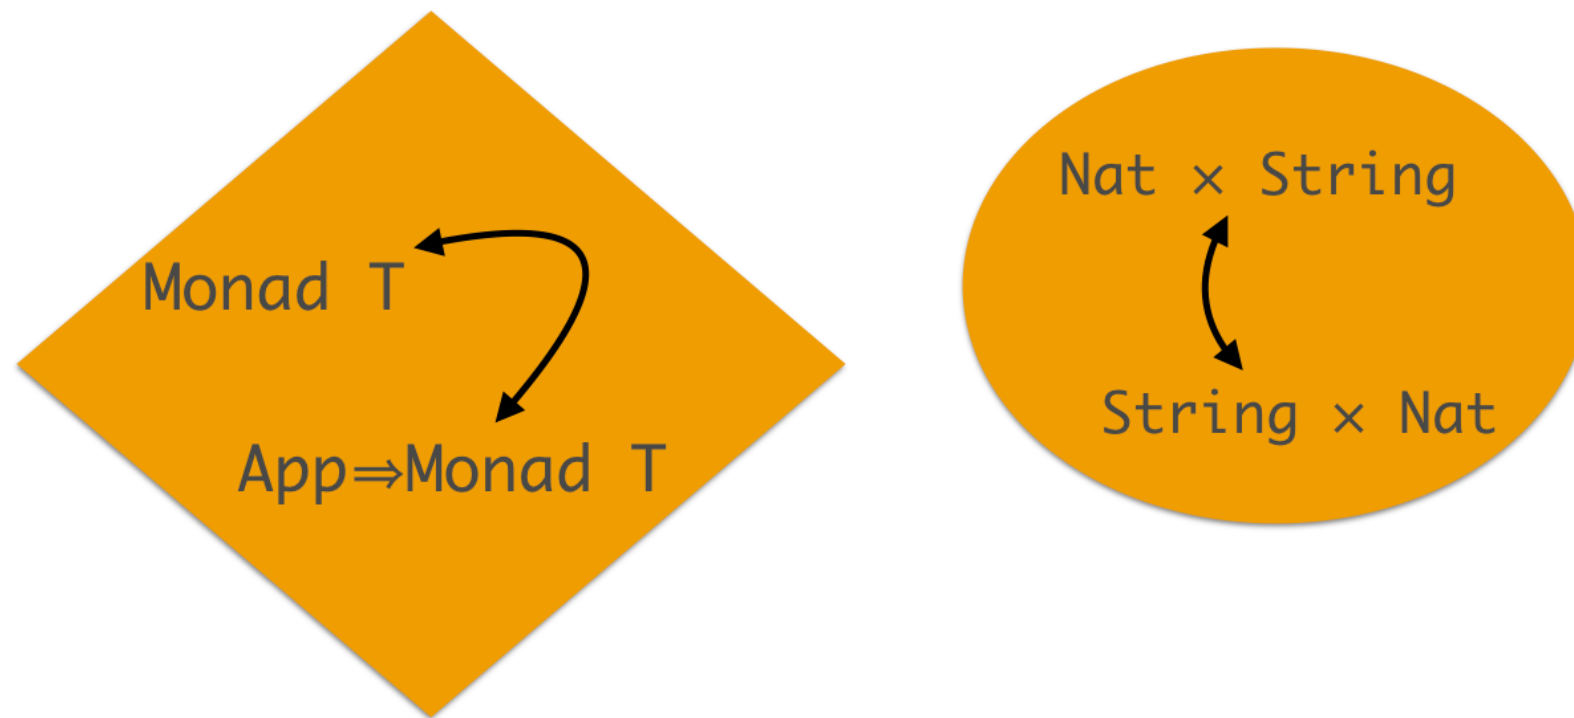 Monad T
App⇒Monad T
Nat × String
String × Nat